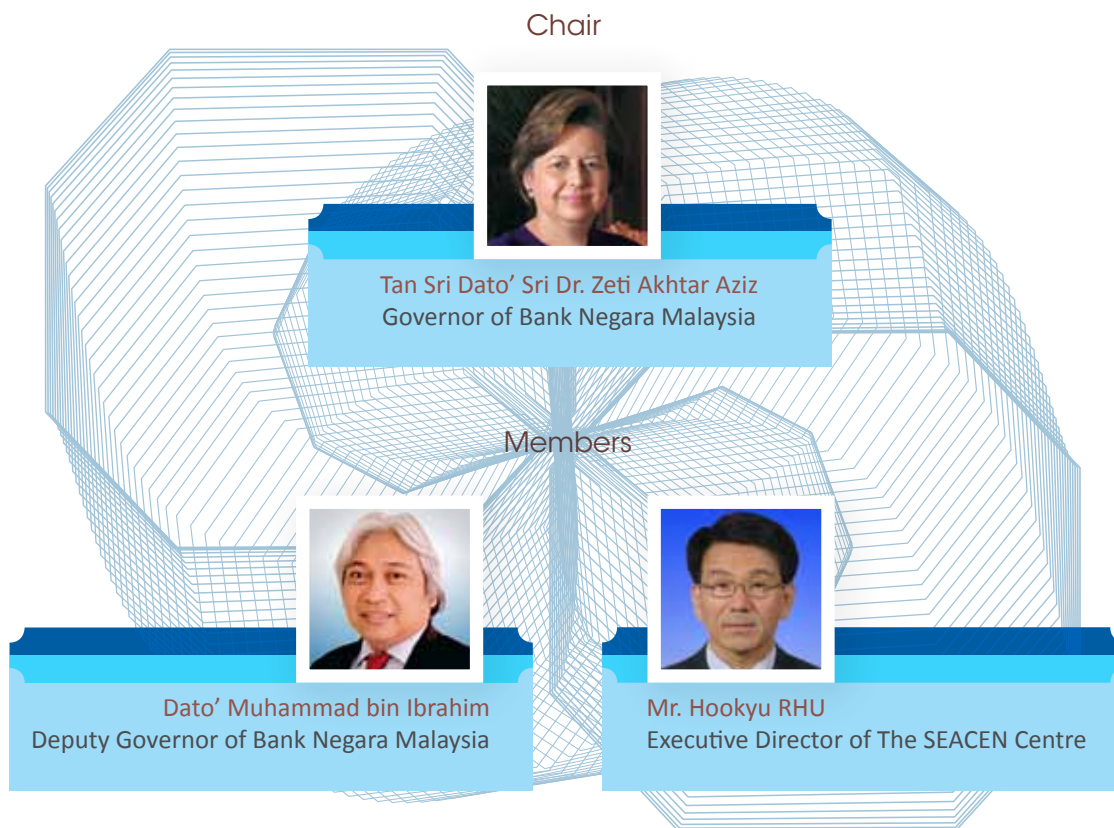 Chair
Tan Sri Dato’ Sri Dr. Zeti Akhtar Aziz
Governor of Bank Negara Malaysia
Members
Dato’ Muhammad bin Ibrahim
Deputy Governor of Bank Negara Malaysia
Mr. Hookyu RHU
Executive Director of The SEACEN Centre